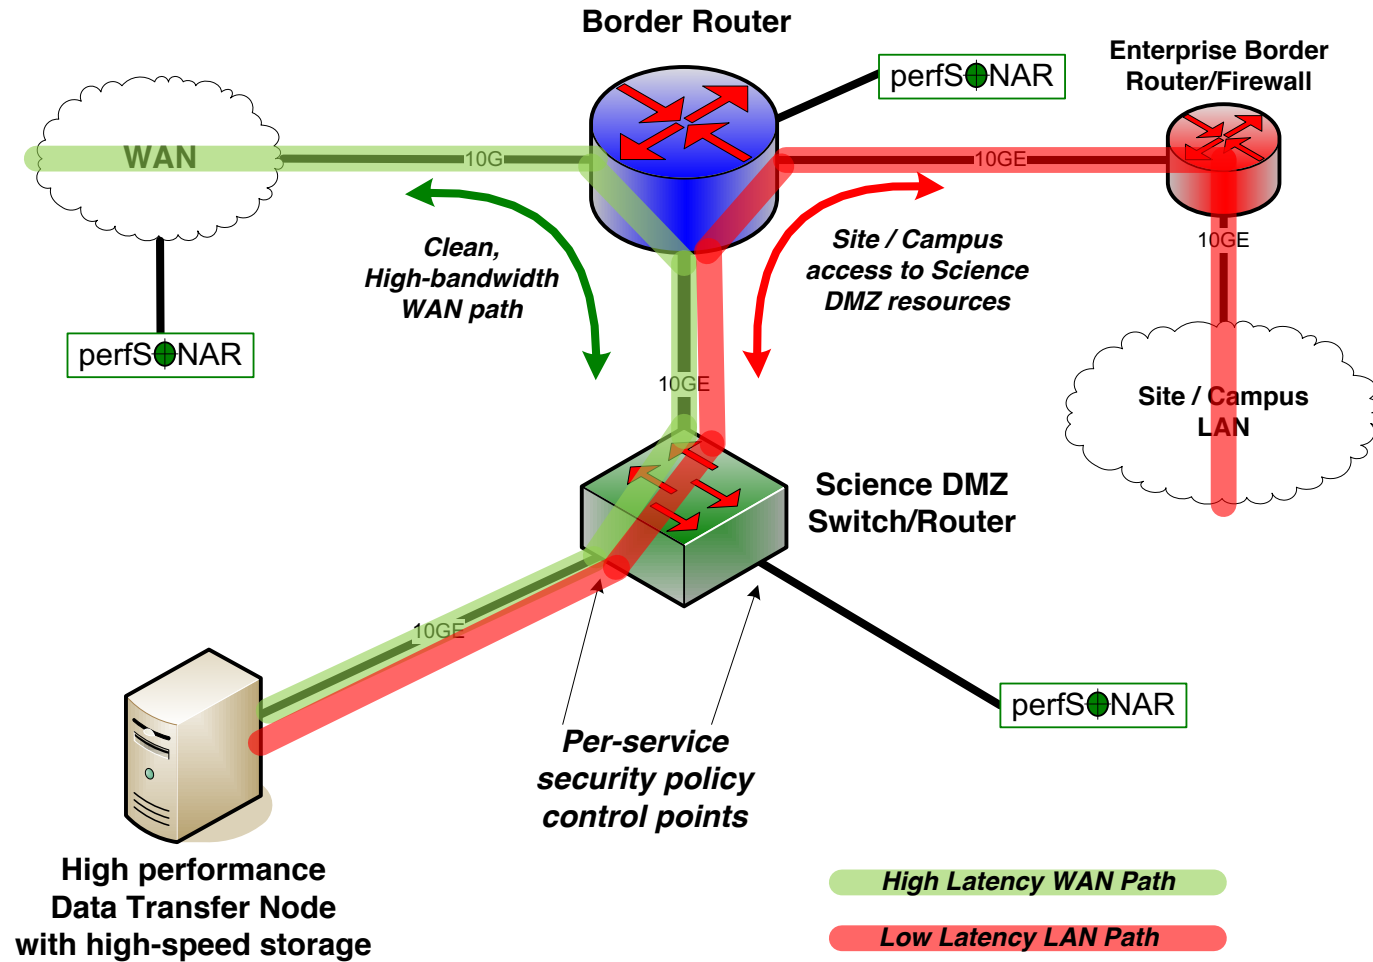 Border Router
perfSONAR
Enterprise Border
Router/Firewall
WAN
10G
10GE
10GE
Clean,
High-bandwidth
WAN path
Site / Campus
access to Science
DMZ resources
perfSONAR
10GE
Site / Campus
LAN
Science DMZ
Switch/Router
10GE
perfSONAR
Per-service
security policy
control points
High performance
Data Transfer Node
with high-speed storage
High Latency WAN Path
Low Latency LAN Path